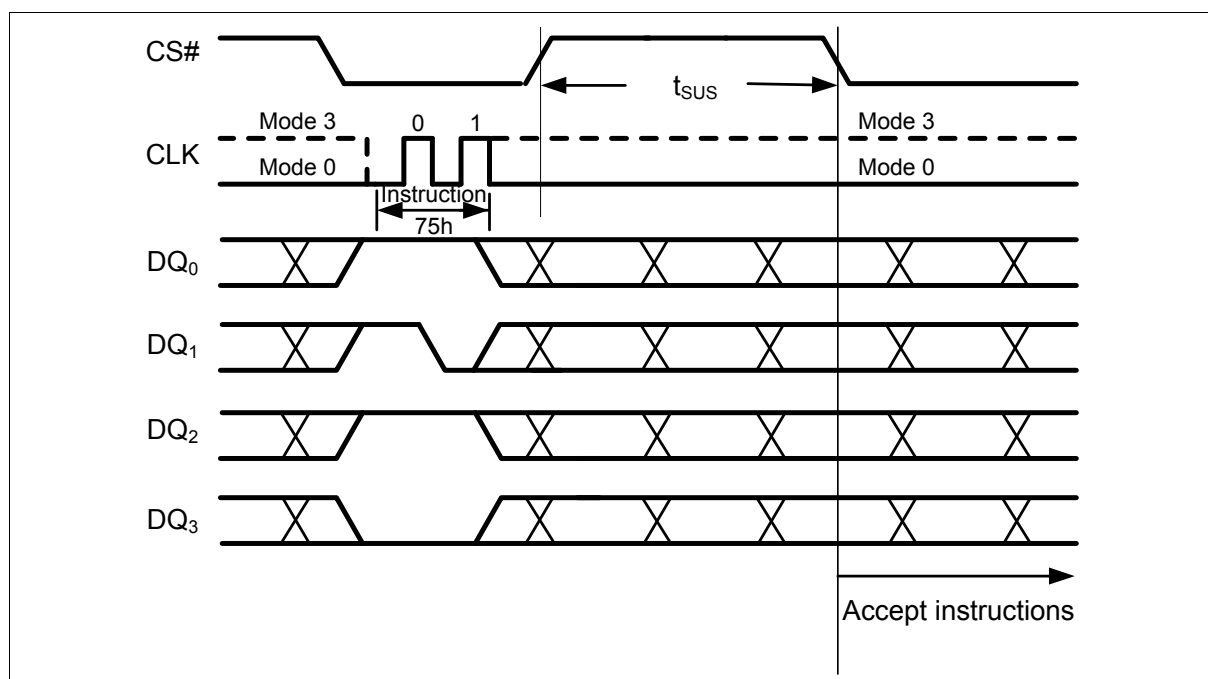 CS#
t_SUS
Mode 3 0 1 Mode 3
CLK
Mode 0 Mode 0
Instruction
75h
DQ₀
DQ₁
DQ₂
DQ₃
Accept instructions